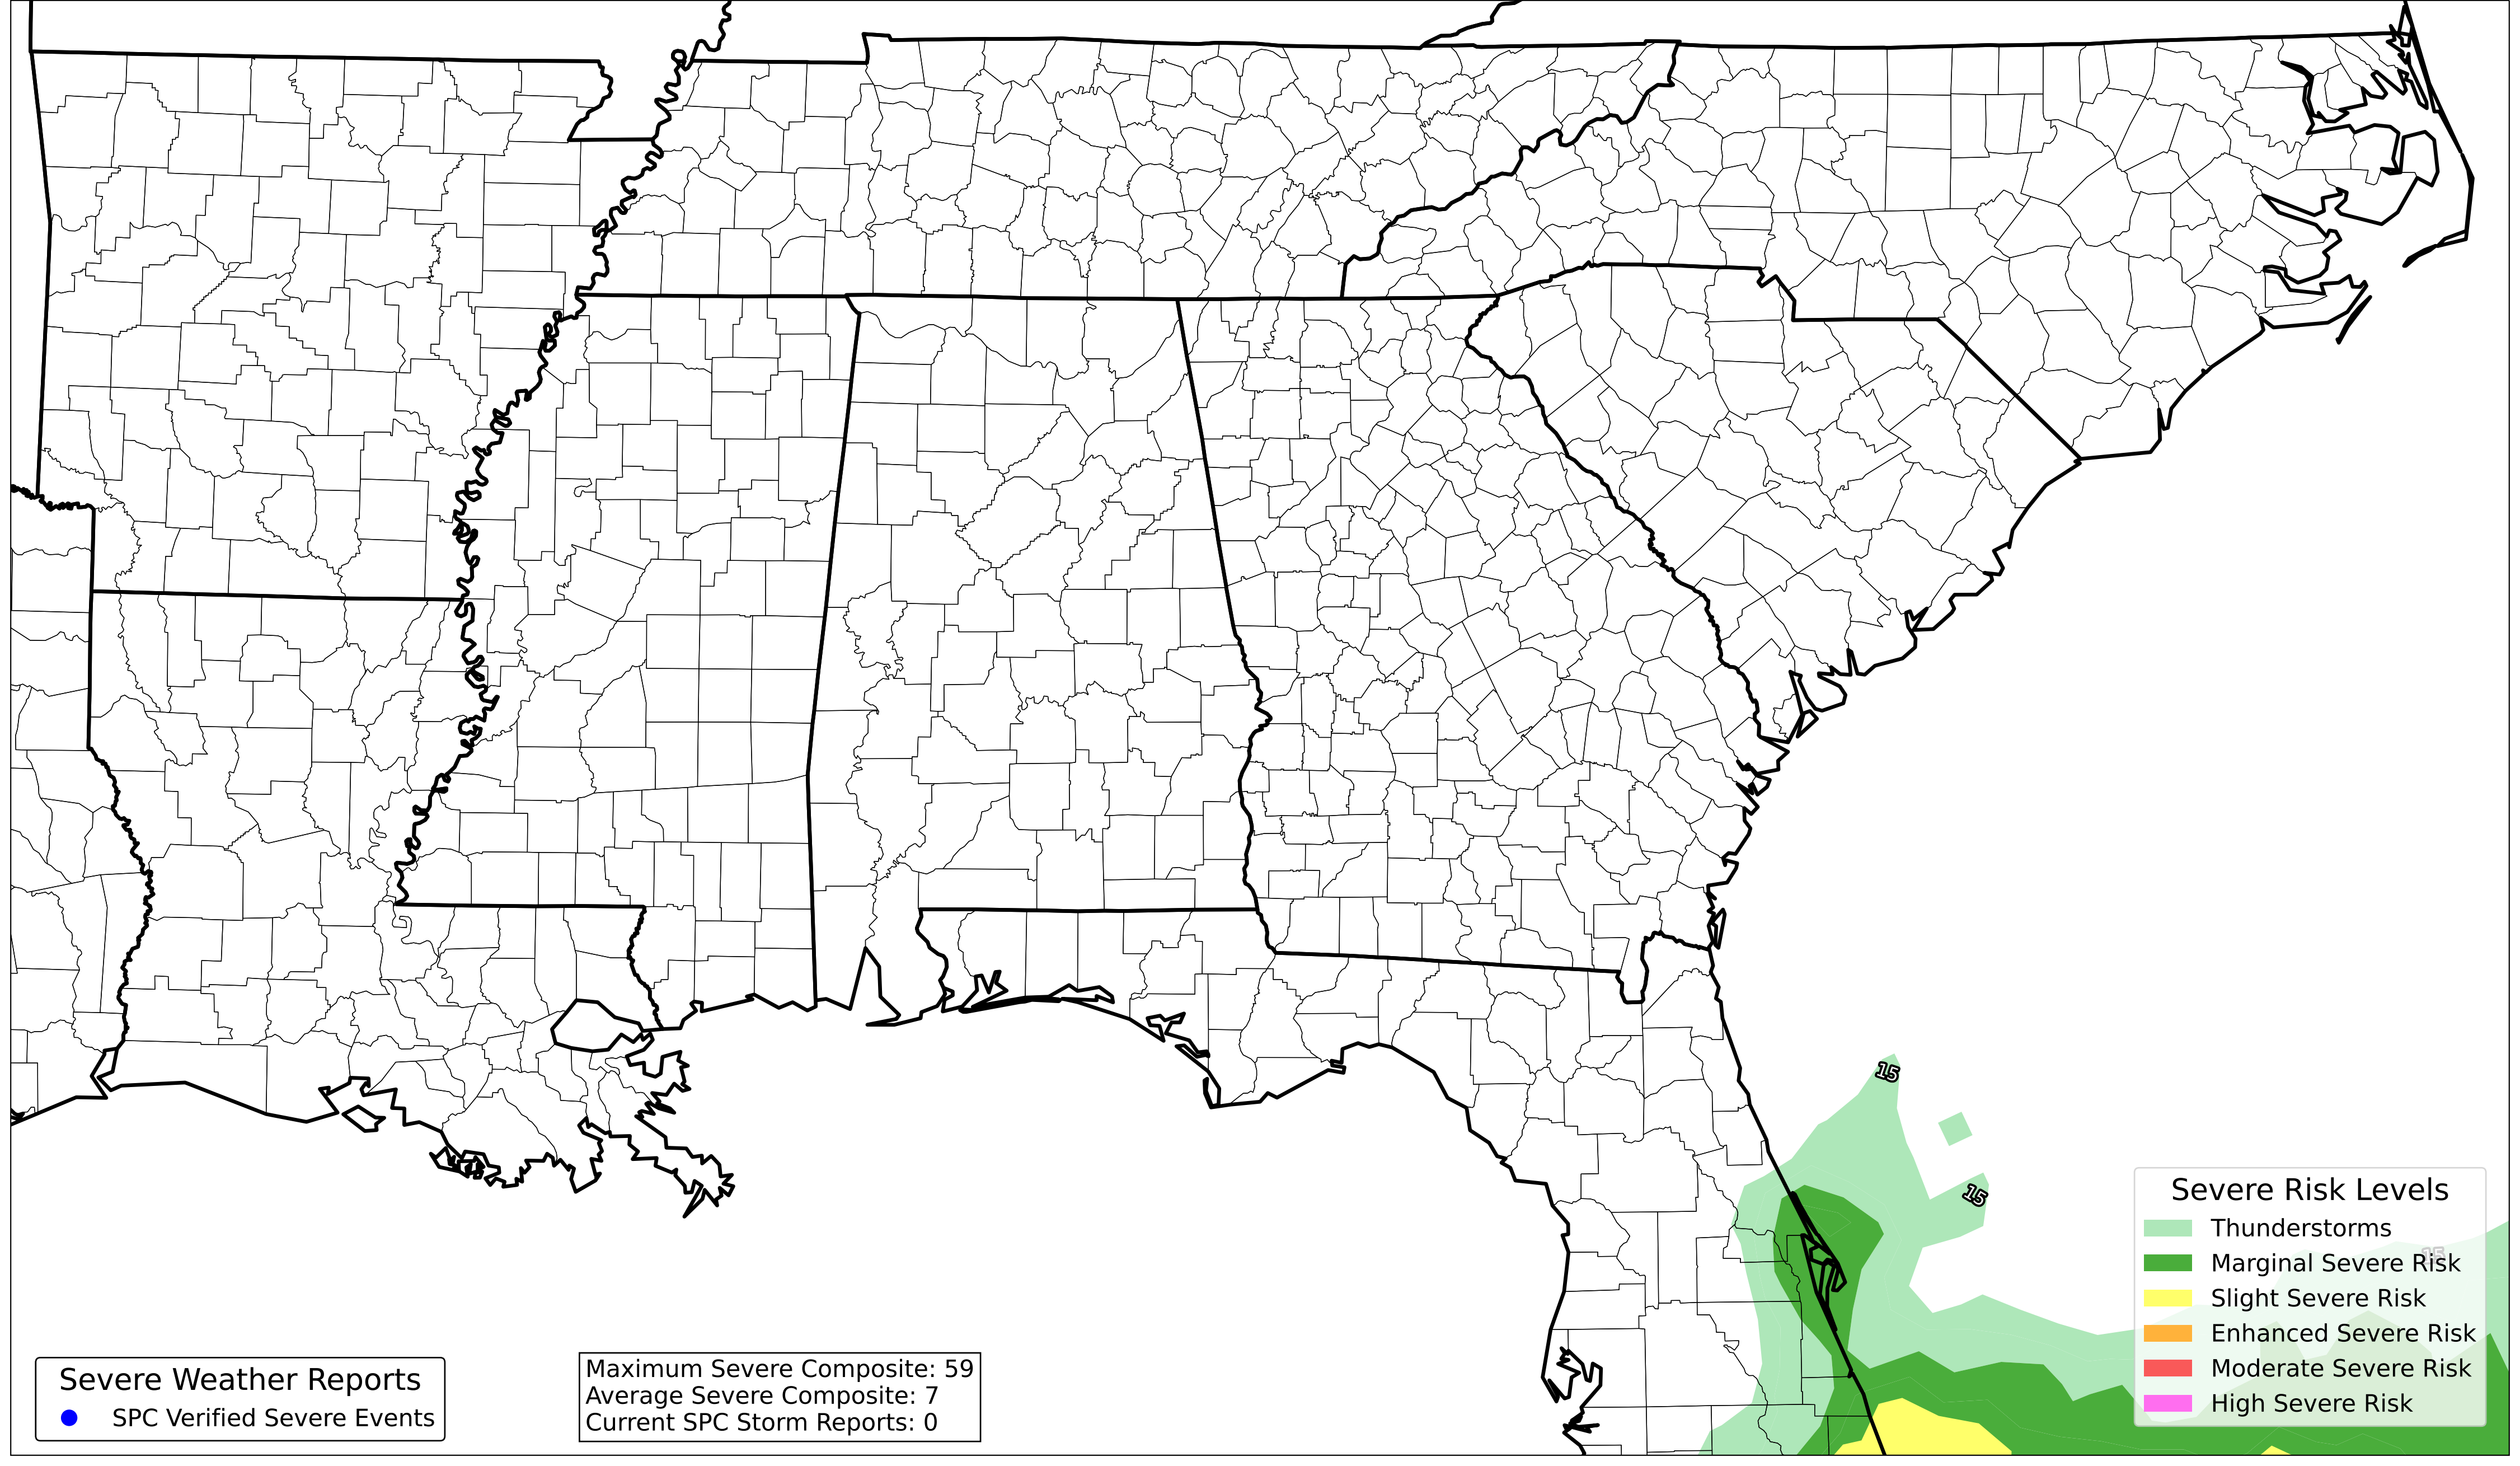 15
15
15
Severe Risk Levels
Thunderstorms
Marginal Severe Risk
Slight Severe Risk
Enhanced Severe Risk
Moderate Severe Risk
High Severe Risk
Severe Weather Reports
SPC Verified Severe Events
Maximum Severe Composite: 59
Average Severe Composite: 7
Current SPC Storm Reports: 0